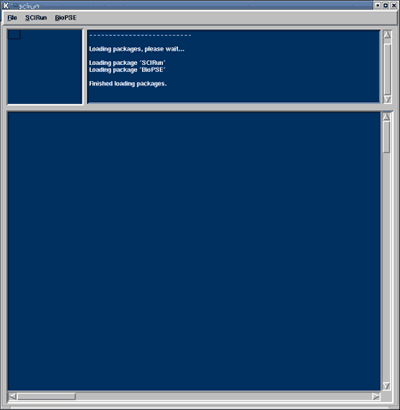 scirun
File SCIRun BioPSE
- - - - - - - - - - - - - - - - - - - - - - - - - -
Loading packages, please wait...
Loading package 'SCIRun'
Loading package 'BioPSE'
Finished loading packages.